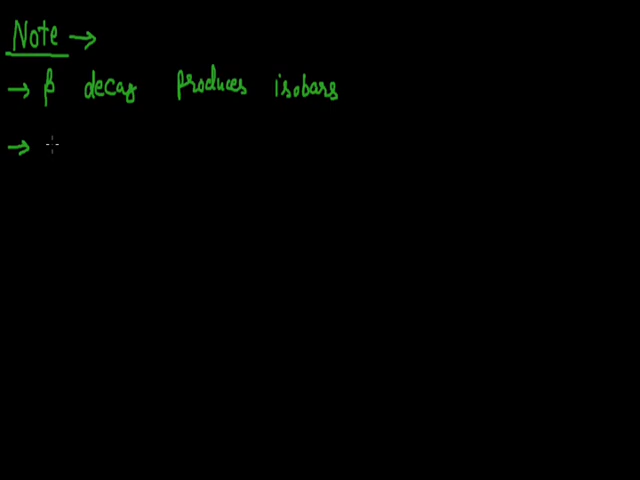 Note →
→ β decay produces isobars
→